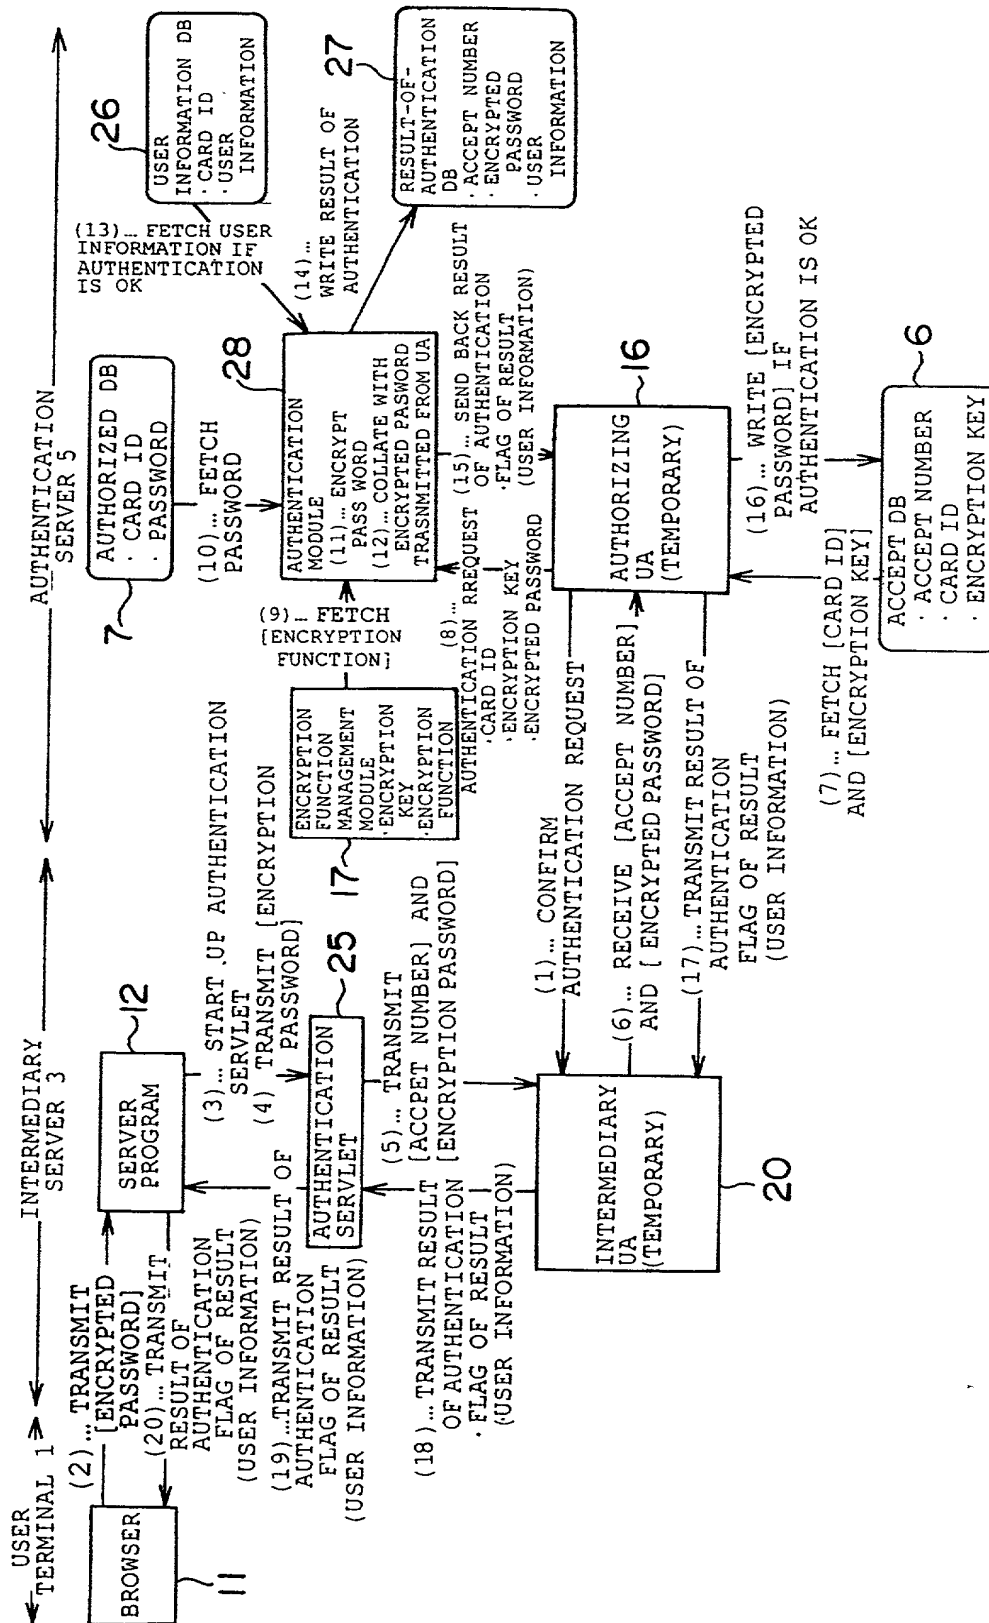 USER
TERMINAL 1
INTERMEDIARY
SERVER 3
AUTHENTICATION
SERVER 5
BROWSER
11
(2)... TRANSMIT
[ENCRYPTED
PASSWORD]
(20)... TRANSMIT
RESULT OF
AUTHENTICATION
FLAG OF RESULT
(USER INFORMATION)
SERVER
PROGRAM
12
(3)... START UP AUTHENTICATION
SERVLET
(4) TRANSMIT [ENCRYPTION
PASSWORD]
(19)...TRANSMIT RESULT OF
AUTHENTICATION
FLAG OF RESULT
(USER INFORMATION)
AUTHENTICATION
SERVLET
25
(5)... TRANSMIT
[ACCPET NUMBER] AND
[ENCRYPTION PASSWORD]
(18)... TRANSMIT RESULT
OF AUTHENTICATION
· FLAG OF RESULT
(USER INFORMATION)
INTERMEDIARY
UA
(TEMPORARY)
20
(1)... CONFIRM
AUTHENTICATION REQUEST
(6)... RECEIVE [ACCEPT NUMBER]
AND [ENCRYPTED PASSWORD]
(17)...TRANSMIT RESULT OF
AUTHENTICATION
FLAG OF RESULT
(USER INFORMATION)
7
AUTHORIZED DB
· CARD ID
· PASSWORD
(10)... FETCH
PASSWORD
26
USER
INFORMATION DB
· CARD ID
· USER
INFORMATION
(13)... FETCH USER
INFORMATION IF
AUTHENTICATION
IS OK
ENCRYPTION
FUNCTION
MANAGEMENT
MODULE
·ENCRYPTION
KEY
·ENCRYPTION
FUNCTION
17
(9)... FETCH
[ENCRYPTION
FUNCTION]
28
AUTHENTICATION
MODULE
(11)... ENCRYPT
PASS WORD
(12)... COLLATE WITH
ENCRYPTED PASWORD
TRASNMITTED FROM UA
(14)...
WRITE RESULT OF
AUTHENTICATION
27
RESULT-OF-
AUTHENTICATION
DB
· ACCEPT NUMBER
· ENCRYPTED
PASSWORD
· USER
INFORMATION
(8)...
AUTHENTICATION RREQUEST
·CARD ID
·ENCRYPTION KEY
·ENCRYPTED PASSWORD
(15)... SEND BACK RESULT
OF AUTHENTICATION
·FLAG OF RESULT
(USER INFORMATION)
AUTHORIZING
UA
(TEMPORARY)
16
(7)... FETCH [CARD ID]
AND [ENCRYPTION KEY]
(16)... WRITE [ENCRYPTED
PASSWORD] IF
AUTHENTICATION IS OK
ACCEPT DB
· ACCEPT NUMBER
· CARD ID
· ENCRYPTION KEY
6